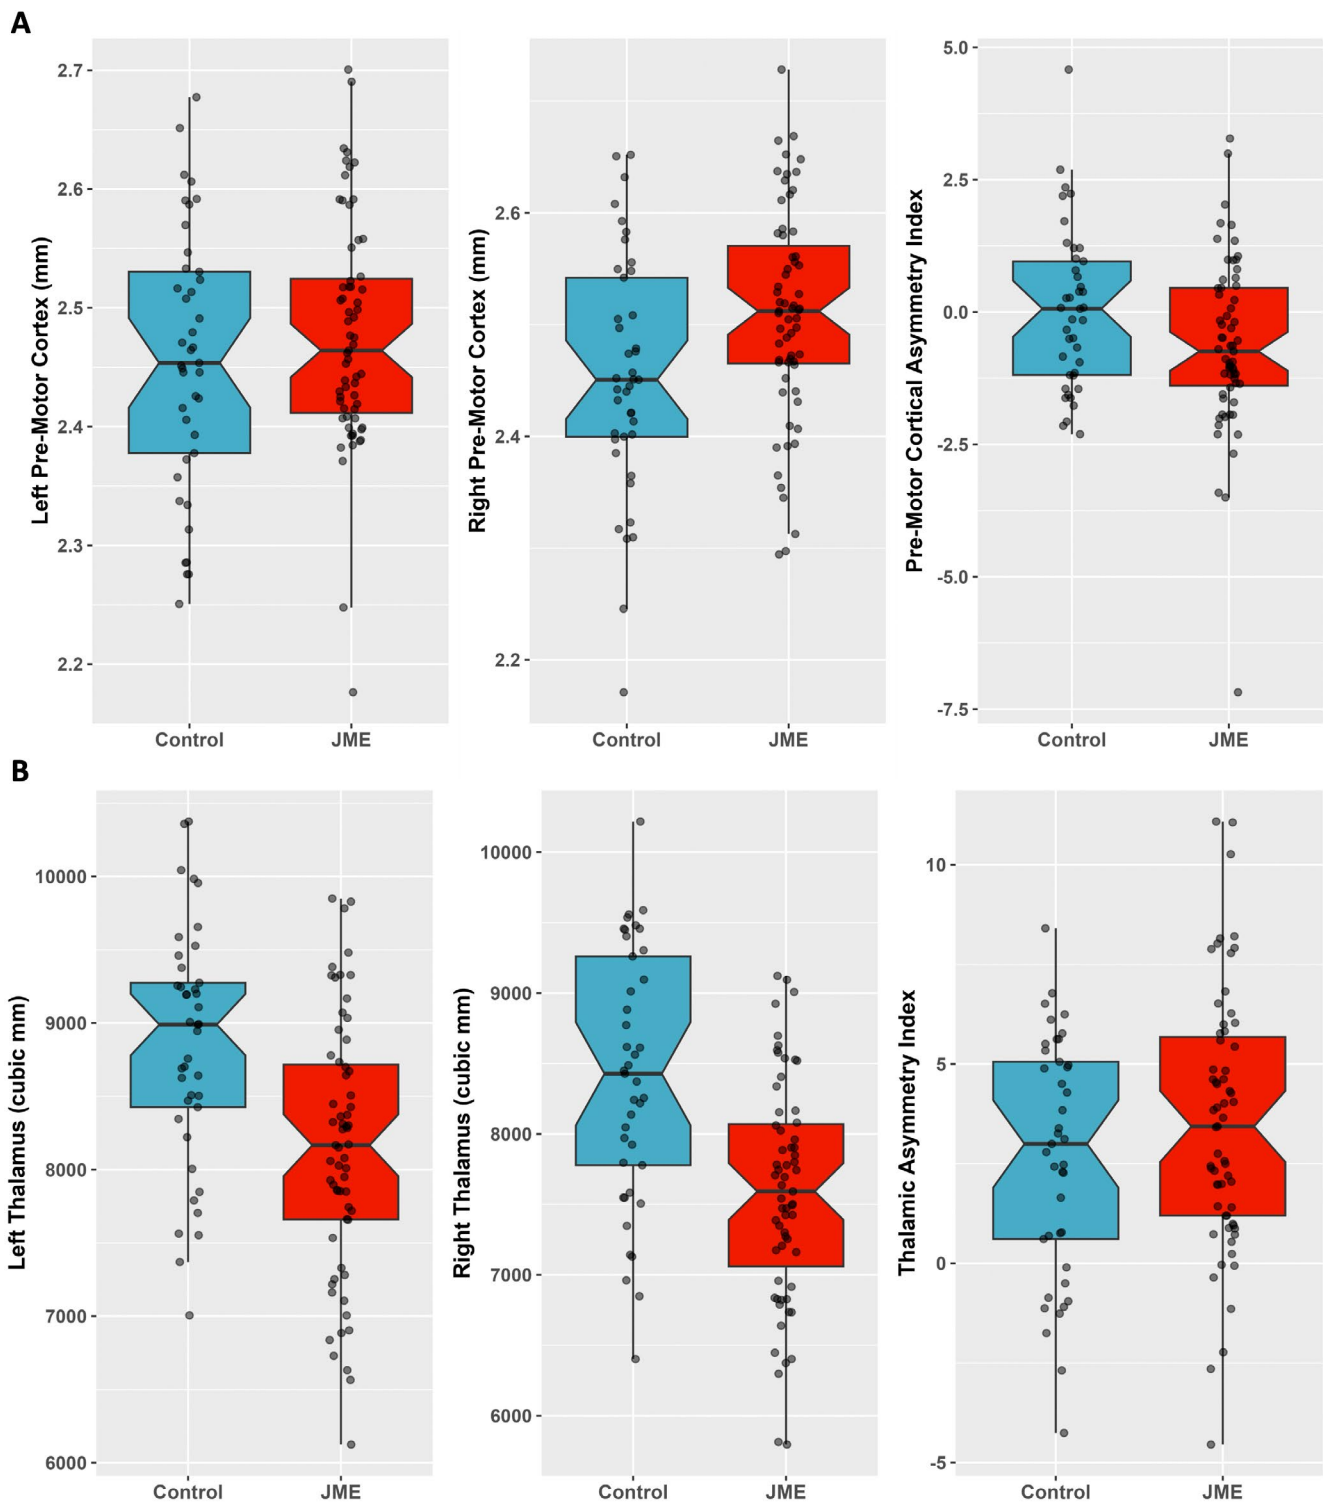 A
Left Pre-Motor Cortex (mm)
2.7
2.6
2.5
2.4
2.3
2.2
Control JME
Right Pre-Motor Cortex (mm)
2.6
2.4
2.2
Control JME
Pre-Motor Cortical Asymmetry Index
5.0
2.5
0.0
-2.5
-5.0
-7.5
Control JME
B
Left Thalamus (cubic mm)
10000
9000
8000
7000
6000
Control JME
Right Thalamus (cubic mm)
10000
9000
8000
7000
6000
Control JME
Thalamic Asymmetry Index
10
5
0
-5
Control JME